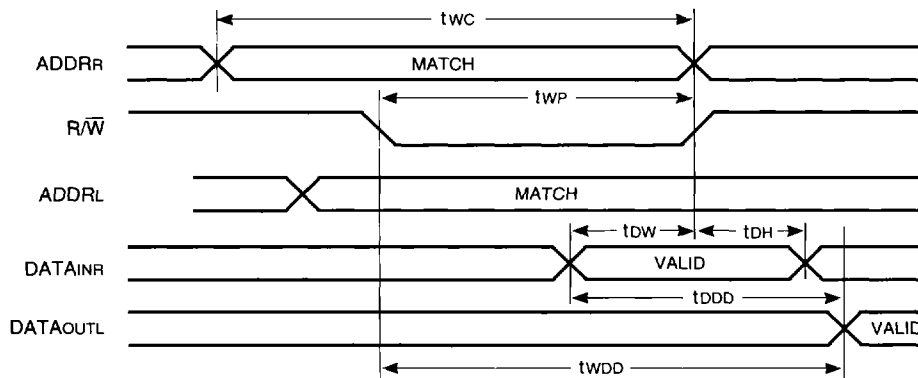 tWC
ADDRR MATCH
tWP
R/W̅
ADDRL MATCH
tDW tDH
DATAINR VALID
tDDD
DATAOUTL VALID
tWDD